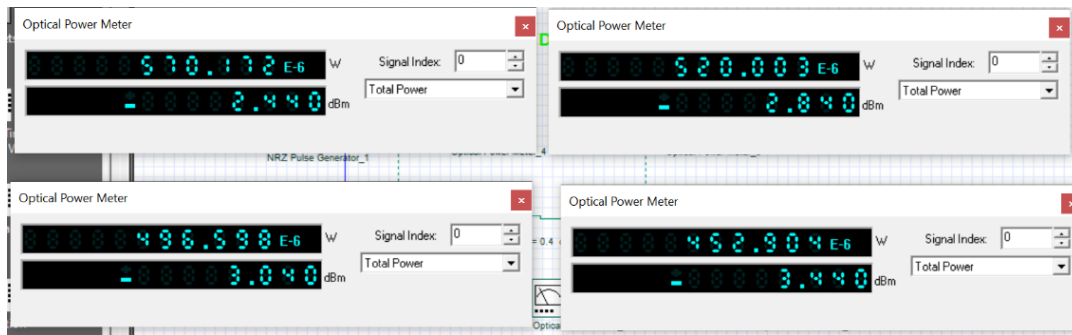 Optical Power Meter
570.172 E-6 W
Signal Index: 0
- 2.440 dBm
Total Power
Optical Power Meter
D
520.003 E-6 W
Signal Index: 0
- 2.840 dBm
Total Power
NRZ Pulse Generator_1
Optical Power Meter
496.598 E-6 W
Signal Index: 0
- 3.040 dBm
Total Power
= 0.4
Optical Power Meter
452.904 E-6 W
Signal Index: 0
- 3.440 dBm
Total Power
Optica